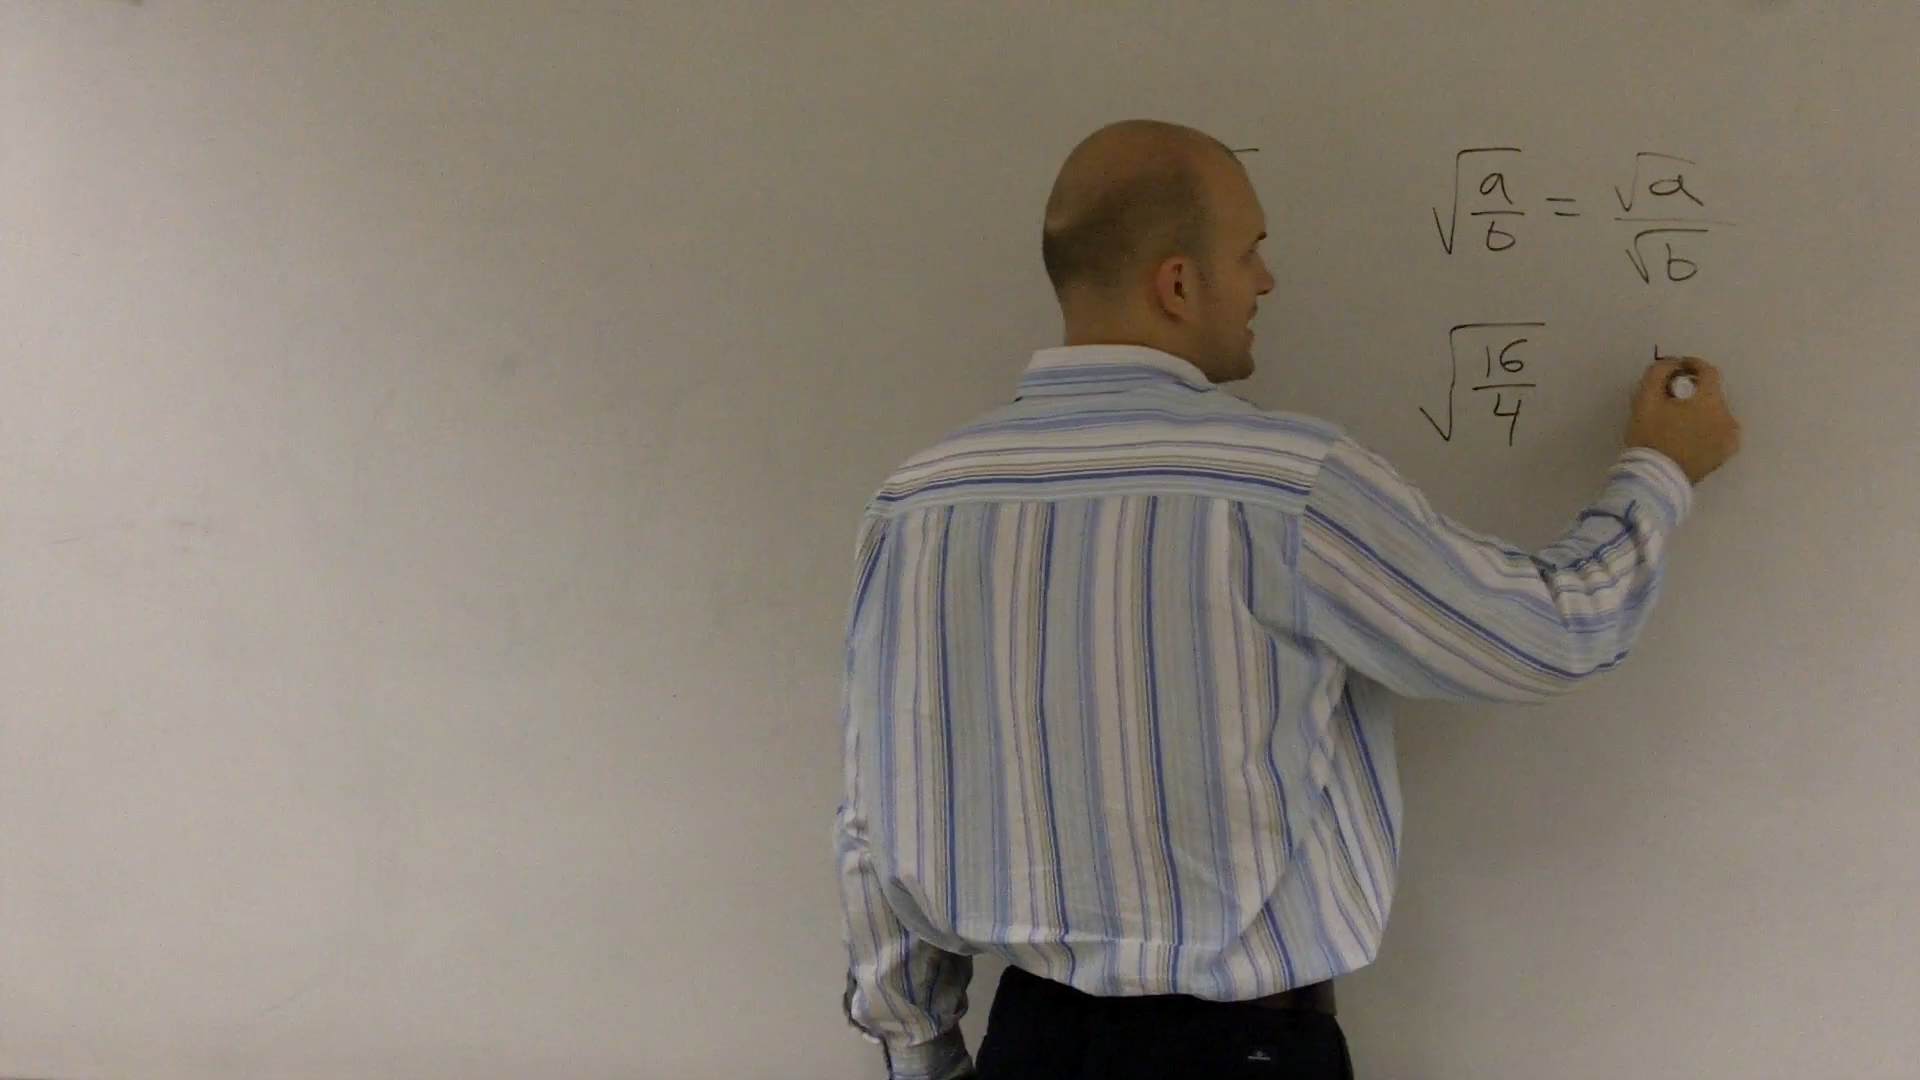 √(a/b) = √a/√b
√(16/4)